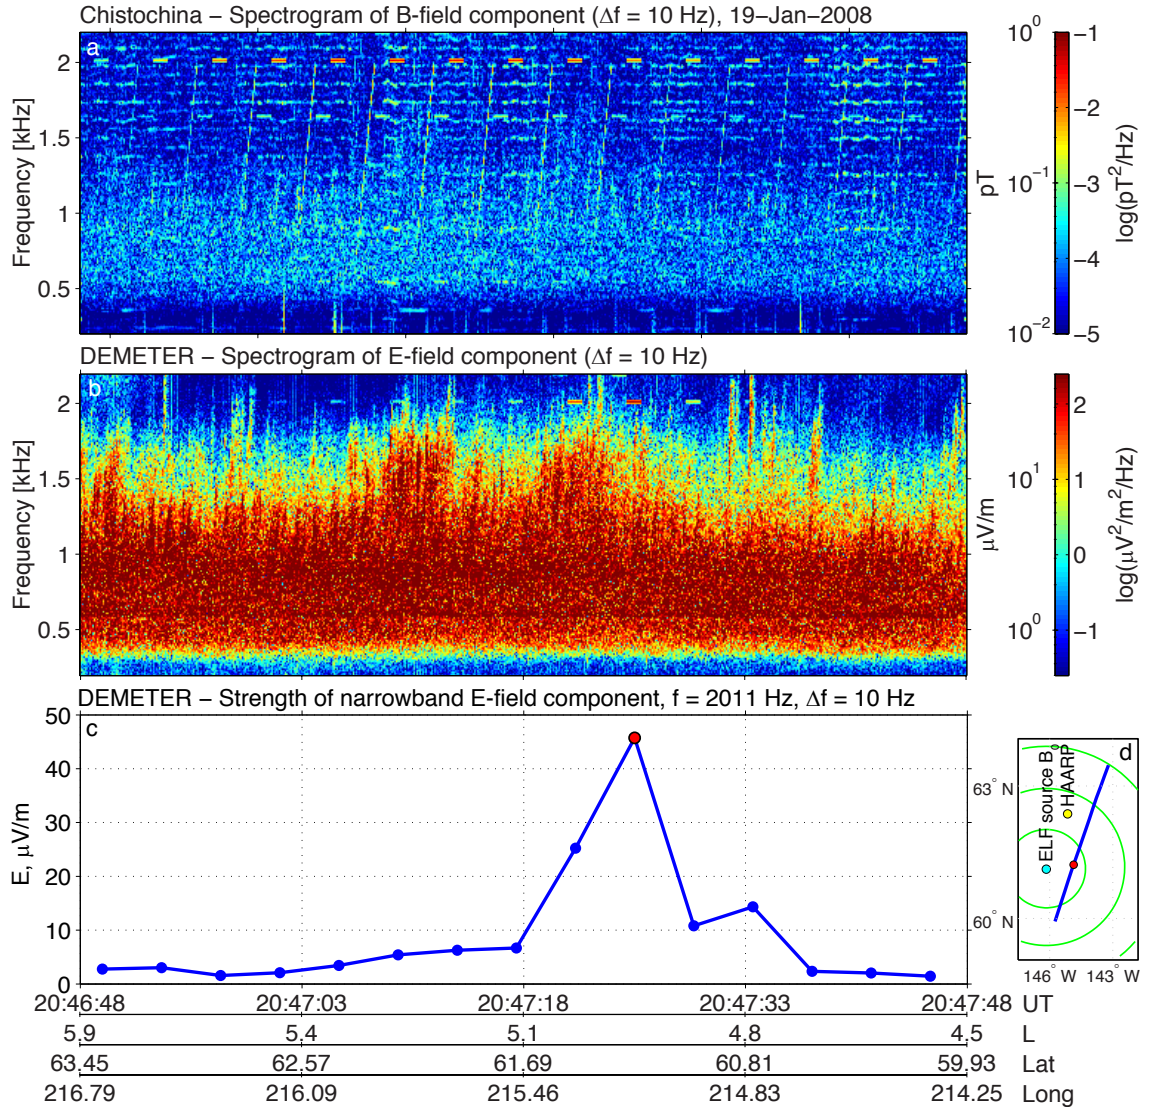 Chistochina – Spectrogram of B-field component (Δf = 10 Hz), 19–Jan–2008
a
2
1.5
1
0.5
Frequency [kHz]
10^0
10^-1
10^-2
pT
−1
−2
−3
−4
−5
log(pT^2/Hz)
DEMETER – Spectrogram of E-field component (Δf = 10 Hz)
b
2
1.5
1
0.5
Frequency [kHz]
10^1
10^0
μV/m
2
1
0
−1
log(μV^2/m^2/Hz)
DEMETER – Strength of narrowband E-field component, f = 2011 Hz, Δf = 10 Hz
c
50
40
30
20
10
0
E, μV/m
d
ELF source B_0
HAARP
63° N
60° N
146° W 143° W
20:46:48 20:47:03 20:47:18 20:47:33 20:47:48 UT
5.9 5.4 5.1 4.8 4.5 L
63.45 62.57 61.69 60.81 59.93 Lat
216.79 216.09 215.46 214.83 214.25 Long